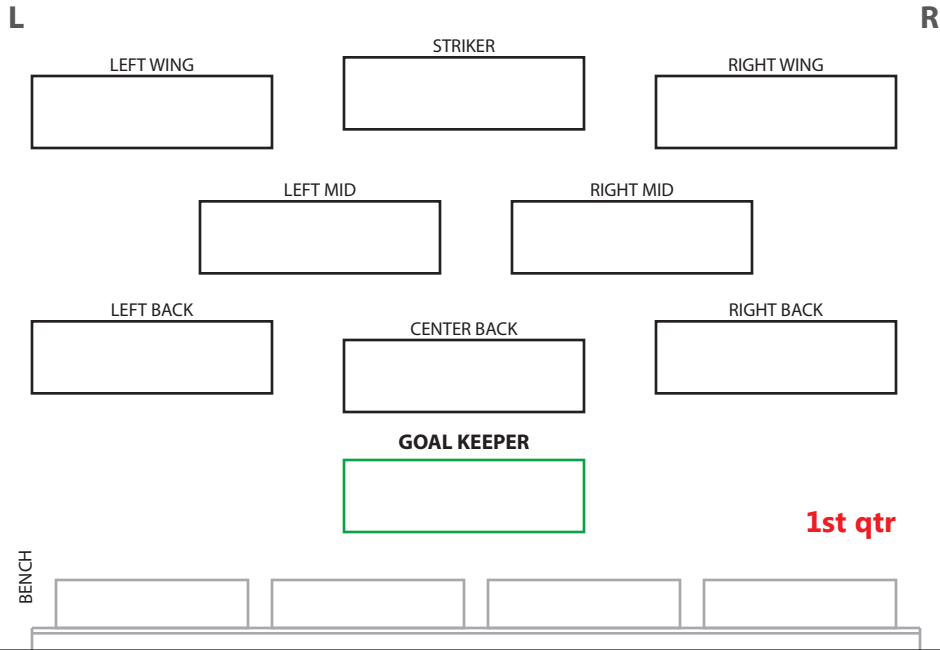 L
R
STRIKER
LEFT WING
RIGHT WING
LEFT MID
RIGHT MID
LEFT BACK
RIGHT BACK
CENTER BACK
GOAL KEEPER
1st qtr
BENCH